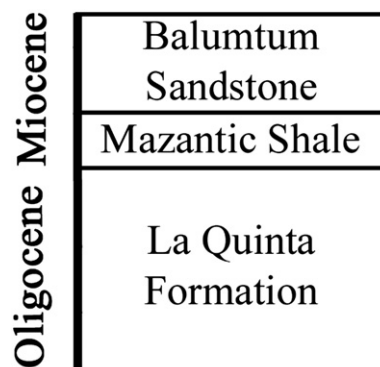 Miocene
Oligocene
Balumtum
Sandstone
Mazantic Shale
La Quinta
Formation